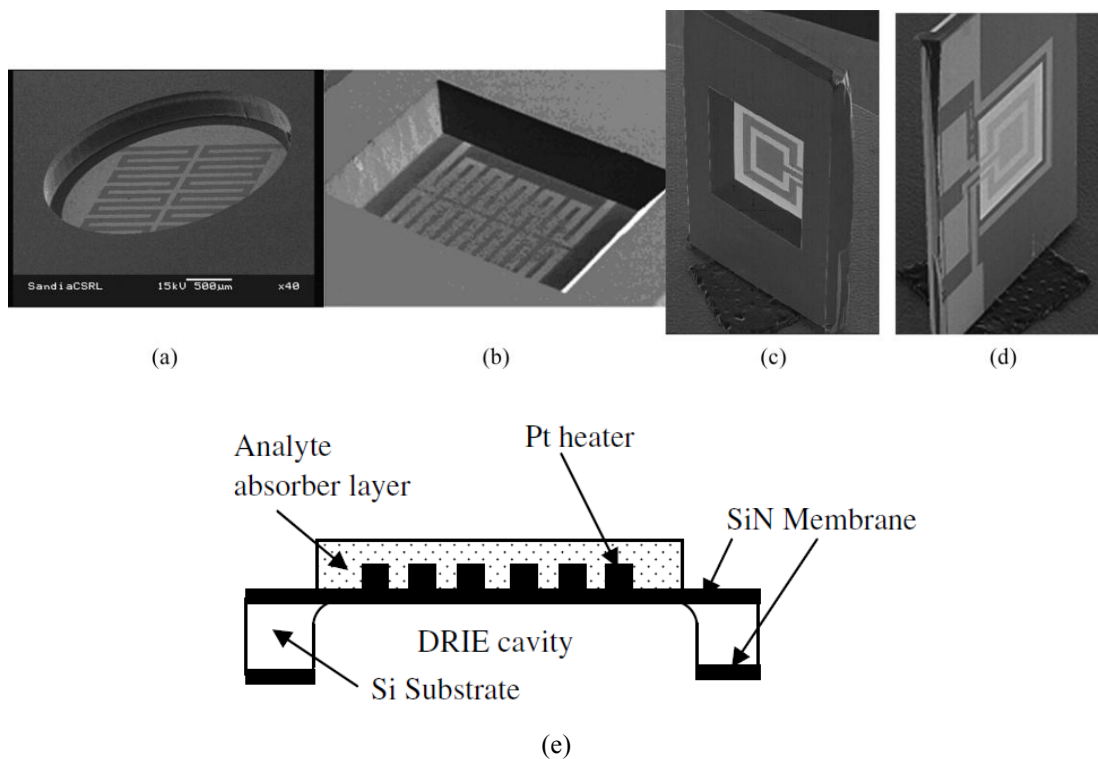 SandiaCSRL 15kV 500µm x40
(a)
(b)
(c)
(d)
Analyte
absorber layer
Pt heater
SiN Membrane
DRIE cavity
Si Substrate
(e)